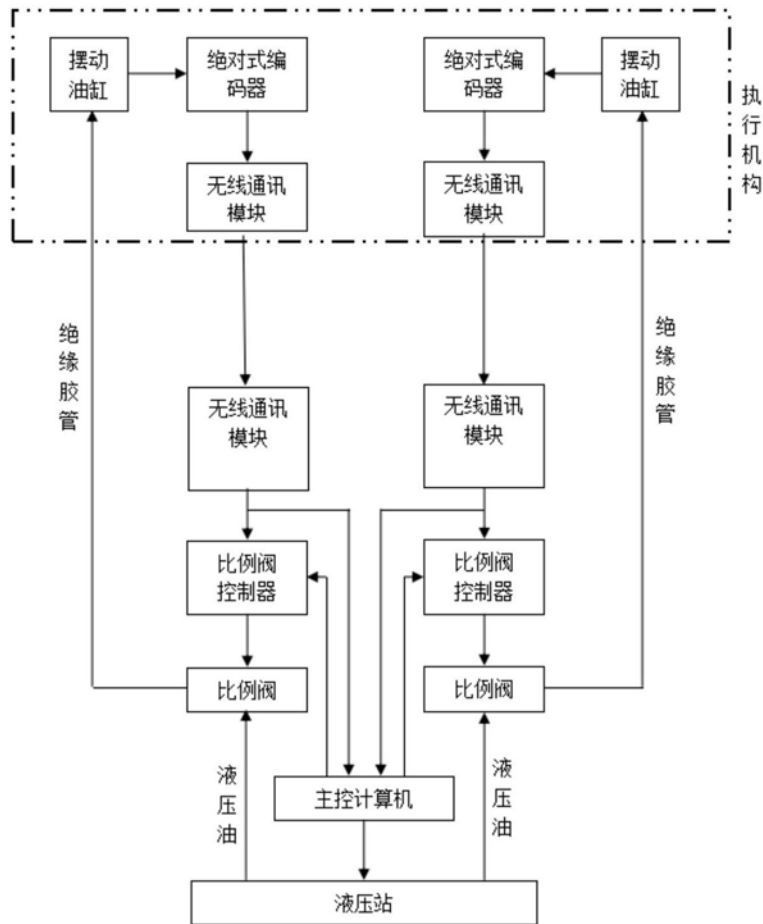 摆动
油缸
绝对式编
码器
绝对式编
码器
摆动
油缸
执
行
机
构
无线通讯
模块
无线通讯
模块
绝
缘
胶
管
绝
缘
胶
管
无线通讯
模块
无线通讯
模块
比例阀
控制器
比例阀
控制器
比例阀
比例阀
液
压
油
液
压
油
主控计算机
液压站